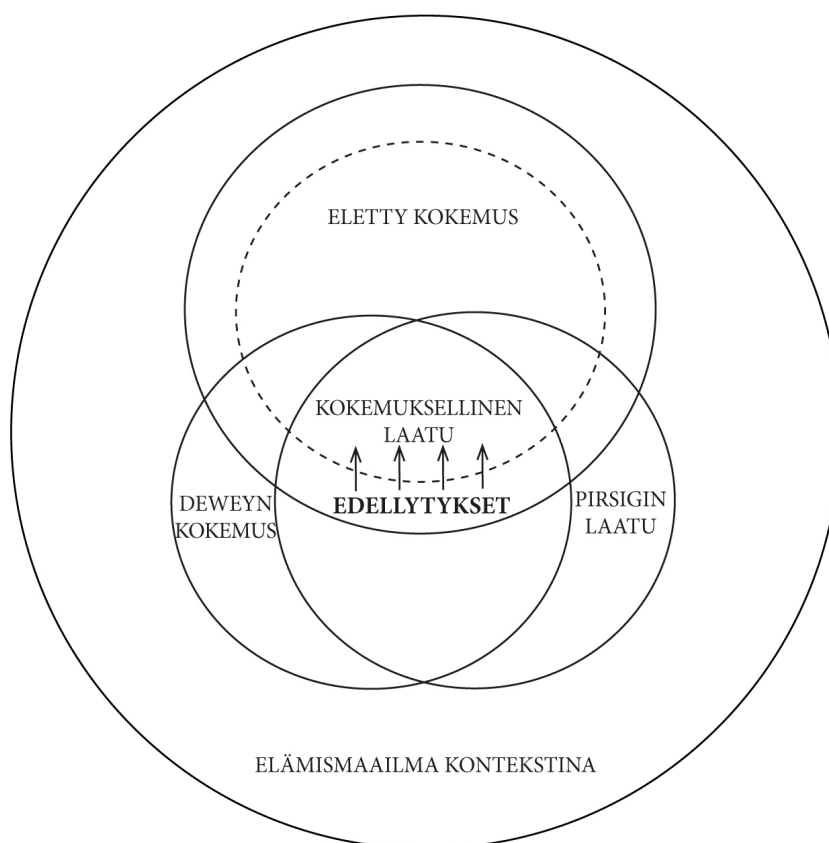 ELETTY KOKEMUS
KOKEMUKSELLINEN
LAATU
EDELLYTYKSET
DEWEYN
KOKEMUS
PIRSIGIN
LAATU
ELÄMISMAAILMA KONTEKSTINA